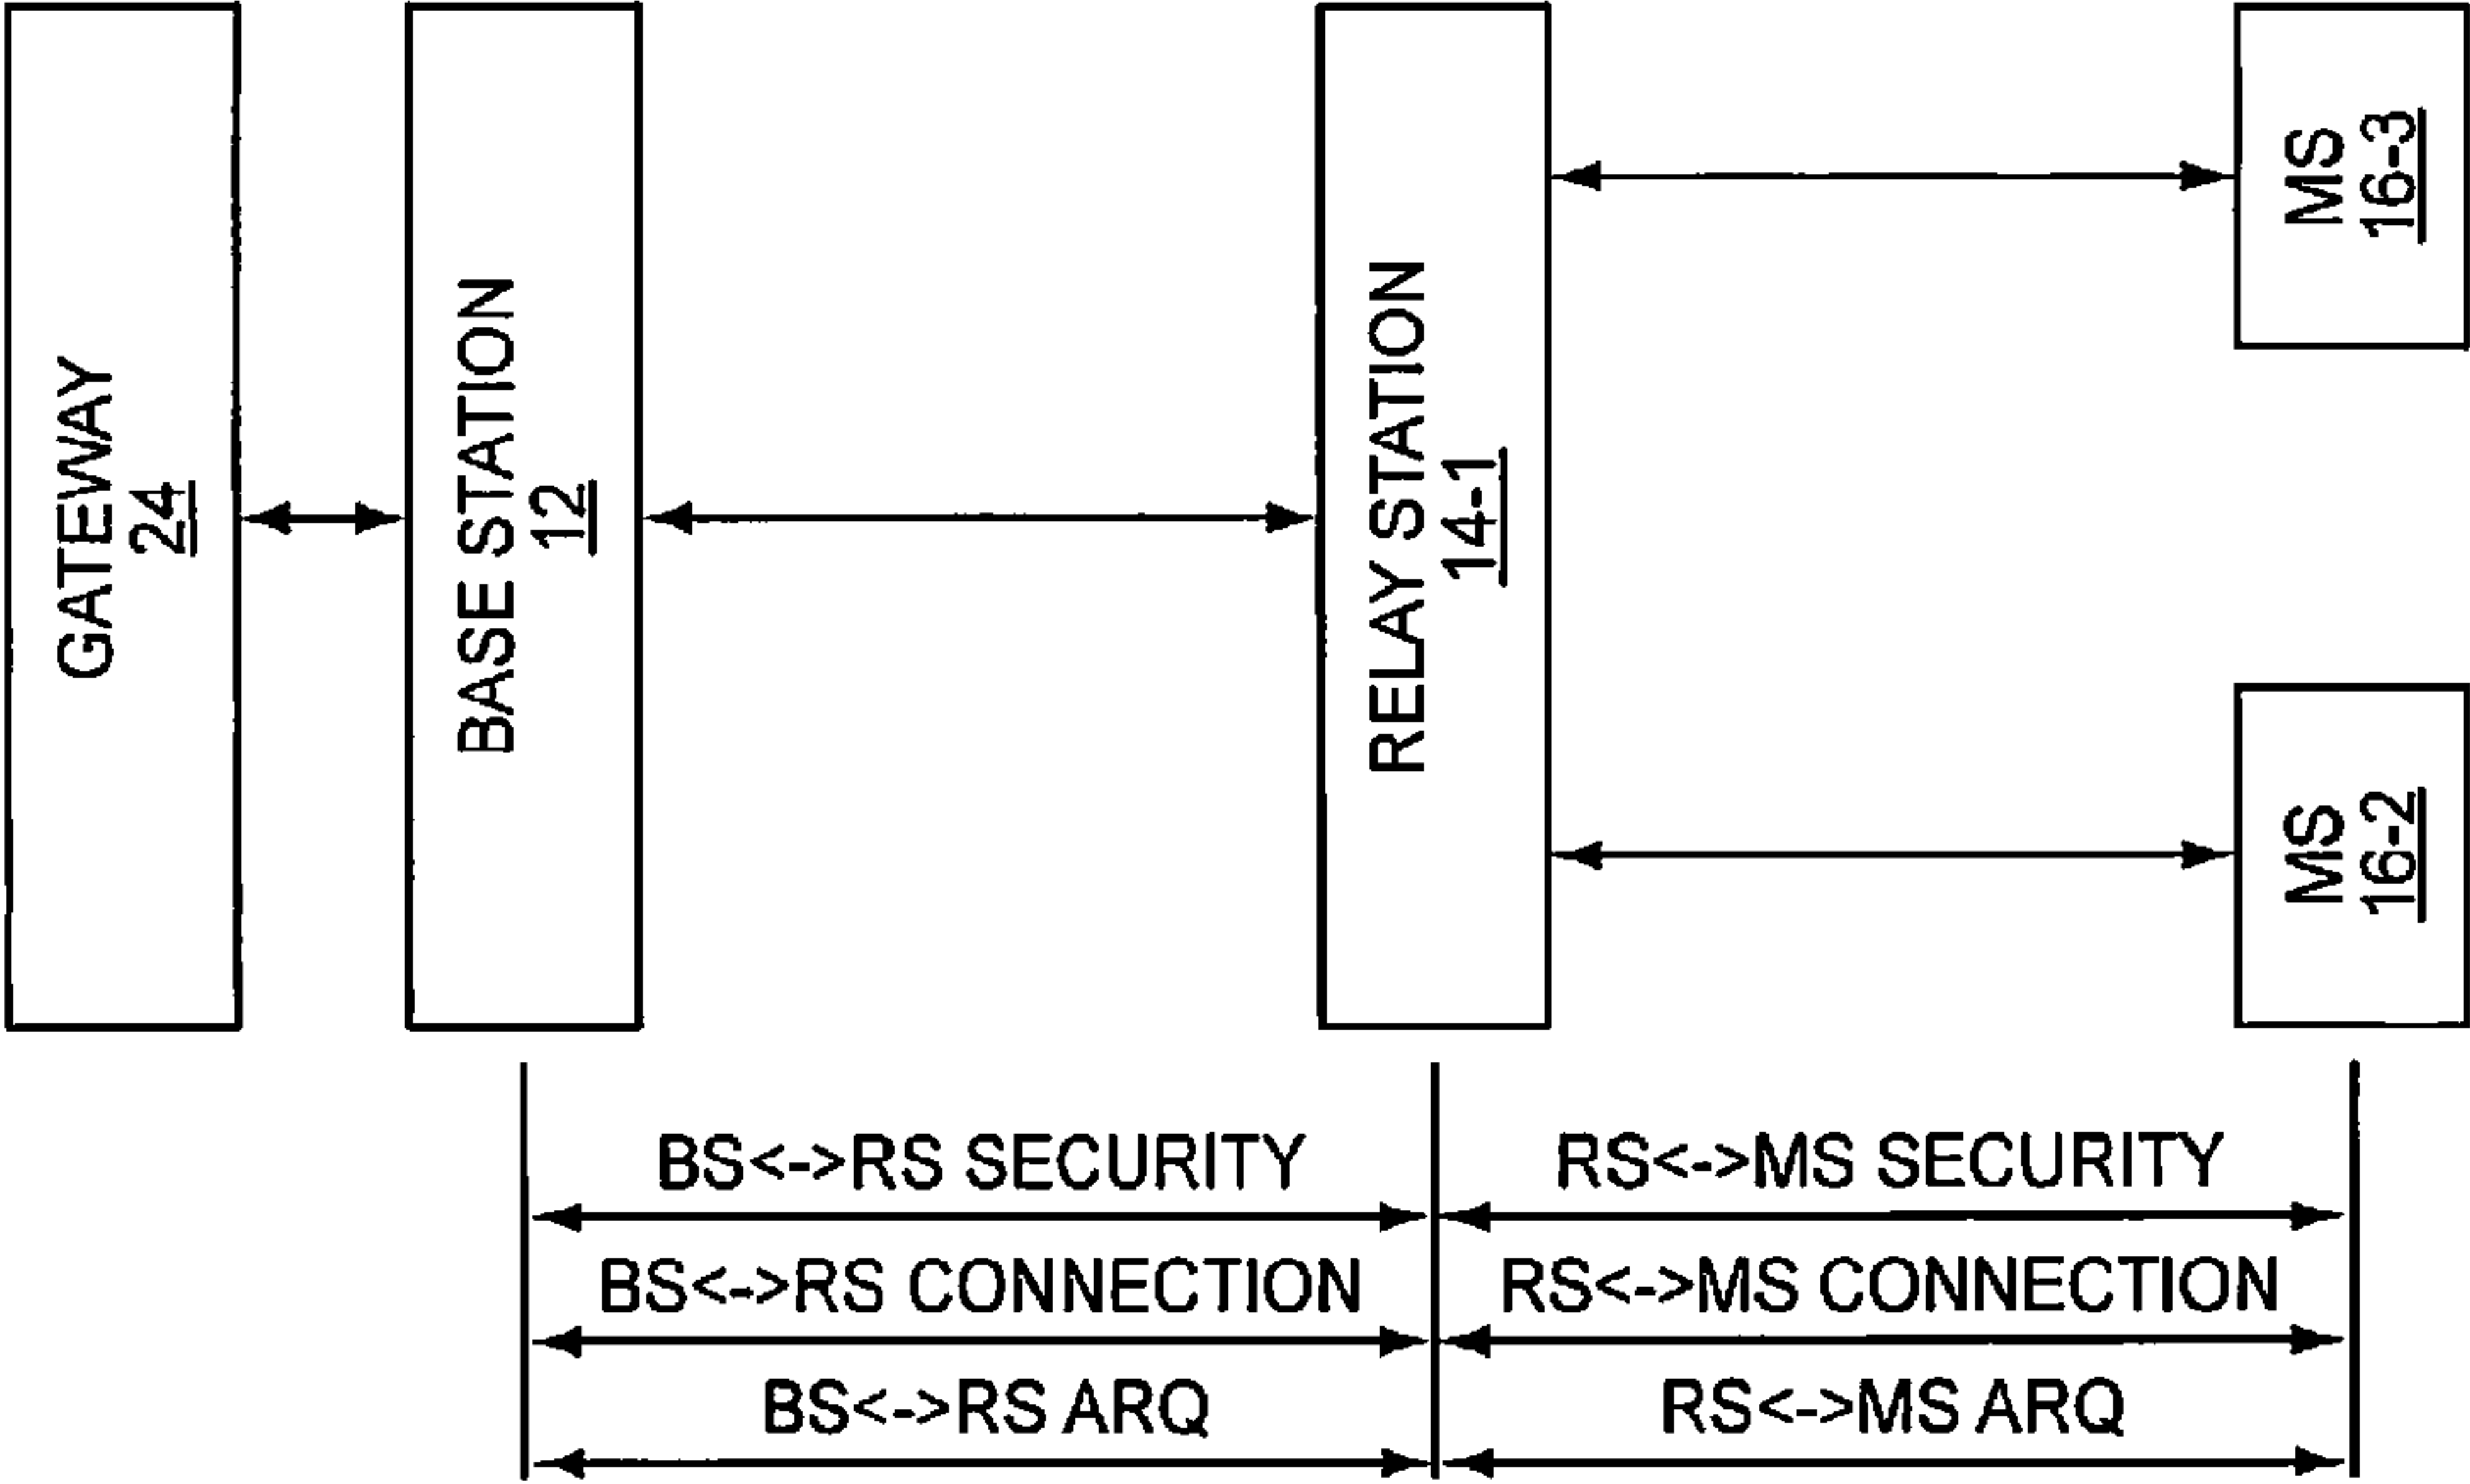 GATEWAY
24
BASE STATION
12
RELAY STATION
14-1
MS
16-3
MS
16-2
BS<->RS SECURITY
RS<->MS SECURITY
BS<->RS CONNECTION
RS<->MS CONNECTION
BS<->RS ARQ
RS<->MS ARQ